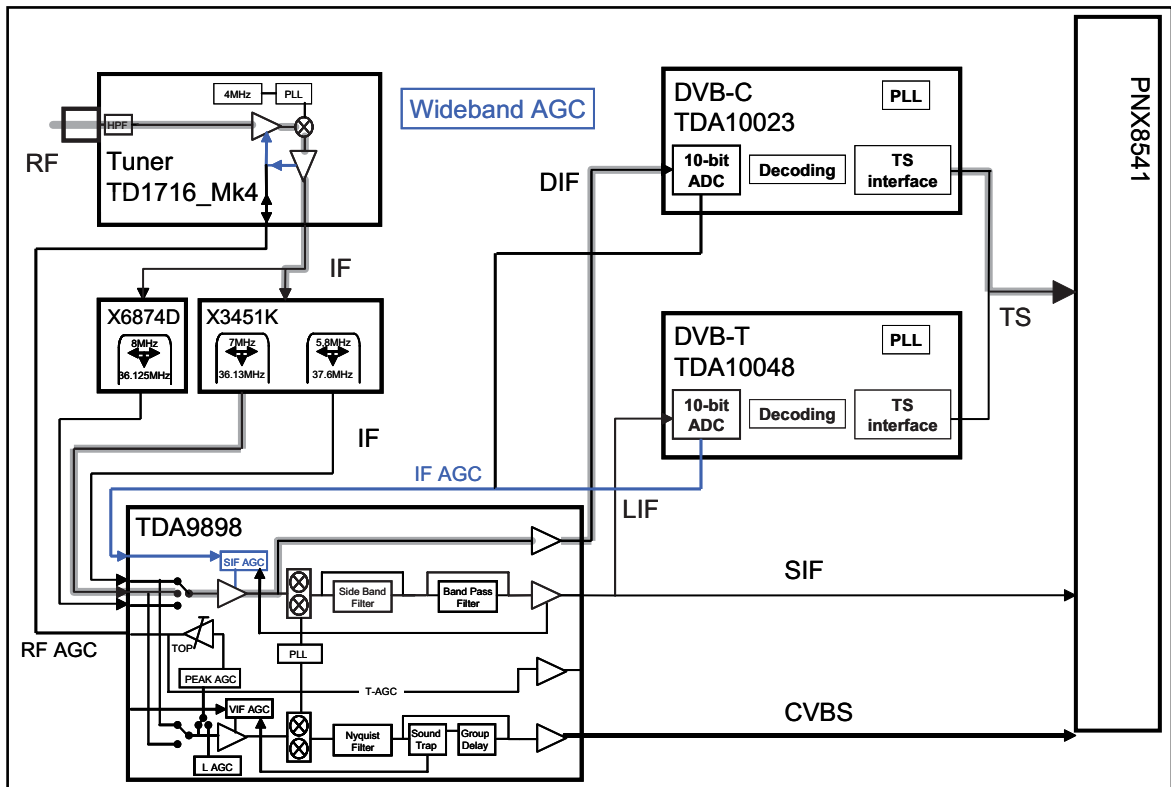 4MHz
PLL
Wideband AGC
HPF
RF
Tuner
TD1716_Mk4
DVB-C
TDA10023
PLL
10-bit
ADC
Decoding
TS
interface
DIF
PNX8541
IF
X6874D
8MHz
36.125MHz
X3451K
7MHz
36.13MHz
5.8MHz
37.6MHz
TS
DVB-T
TDA10048
PLL
10-bit
ADC
Decoding
TS
interface
IF
IF AGC
LIF
TDA9898
SIF AGC
Side Band
Filter
Band Pass
Filter
SIF
RF AGC
TOP
PLL
PEAK AGC
T-AGC
VIF AGC
CVBS
Nyquist
Filter
Sound
Trap
Group
Delay
L AGC